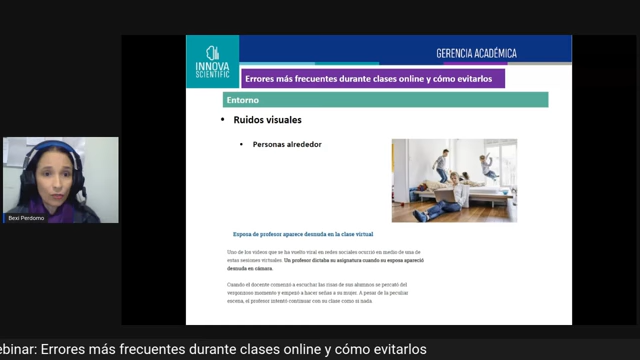 INNOVA
SCIENTIFIC
GERENCIA ACADÉMICA
Errores más frecuentes durante clases online y cómo evitarlos
Entorno
• Ruidos visuales
• Personas alrededor
Esposa de profesor aparece desnuda en la clase virtual
Uno de los videos que se ha vuelto viral en redes sociales ocurrió en medio de una
de estas sesiones virtuales. Un profesor dictaba su asignatura cuando su esposa apareció
desnuda en cámara.
Cuando el docente comenzó a escuchar las risas de sus alumnos se percató del
vergonzoso momento y empezó a hacer señas a su mujer. A pesar de la peculiar
escena, el profesor intentó continuar con su clase como si nada.
Bexi Perdomo
ebinar: Errores más frecuentes durante clases online y cómo evitarlos